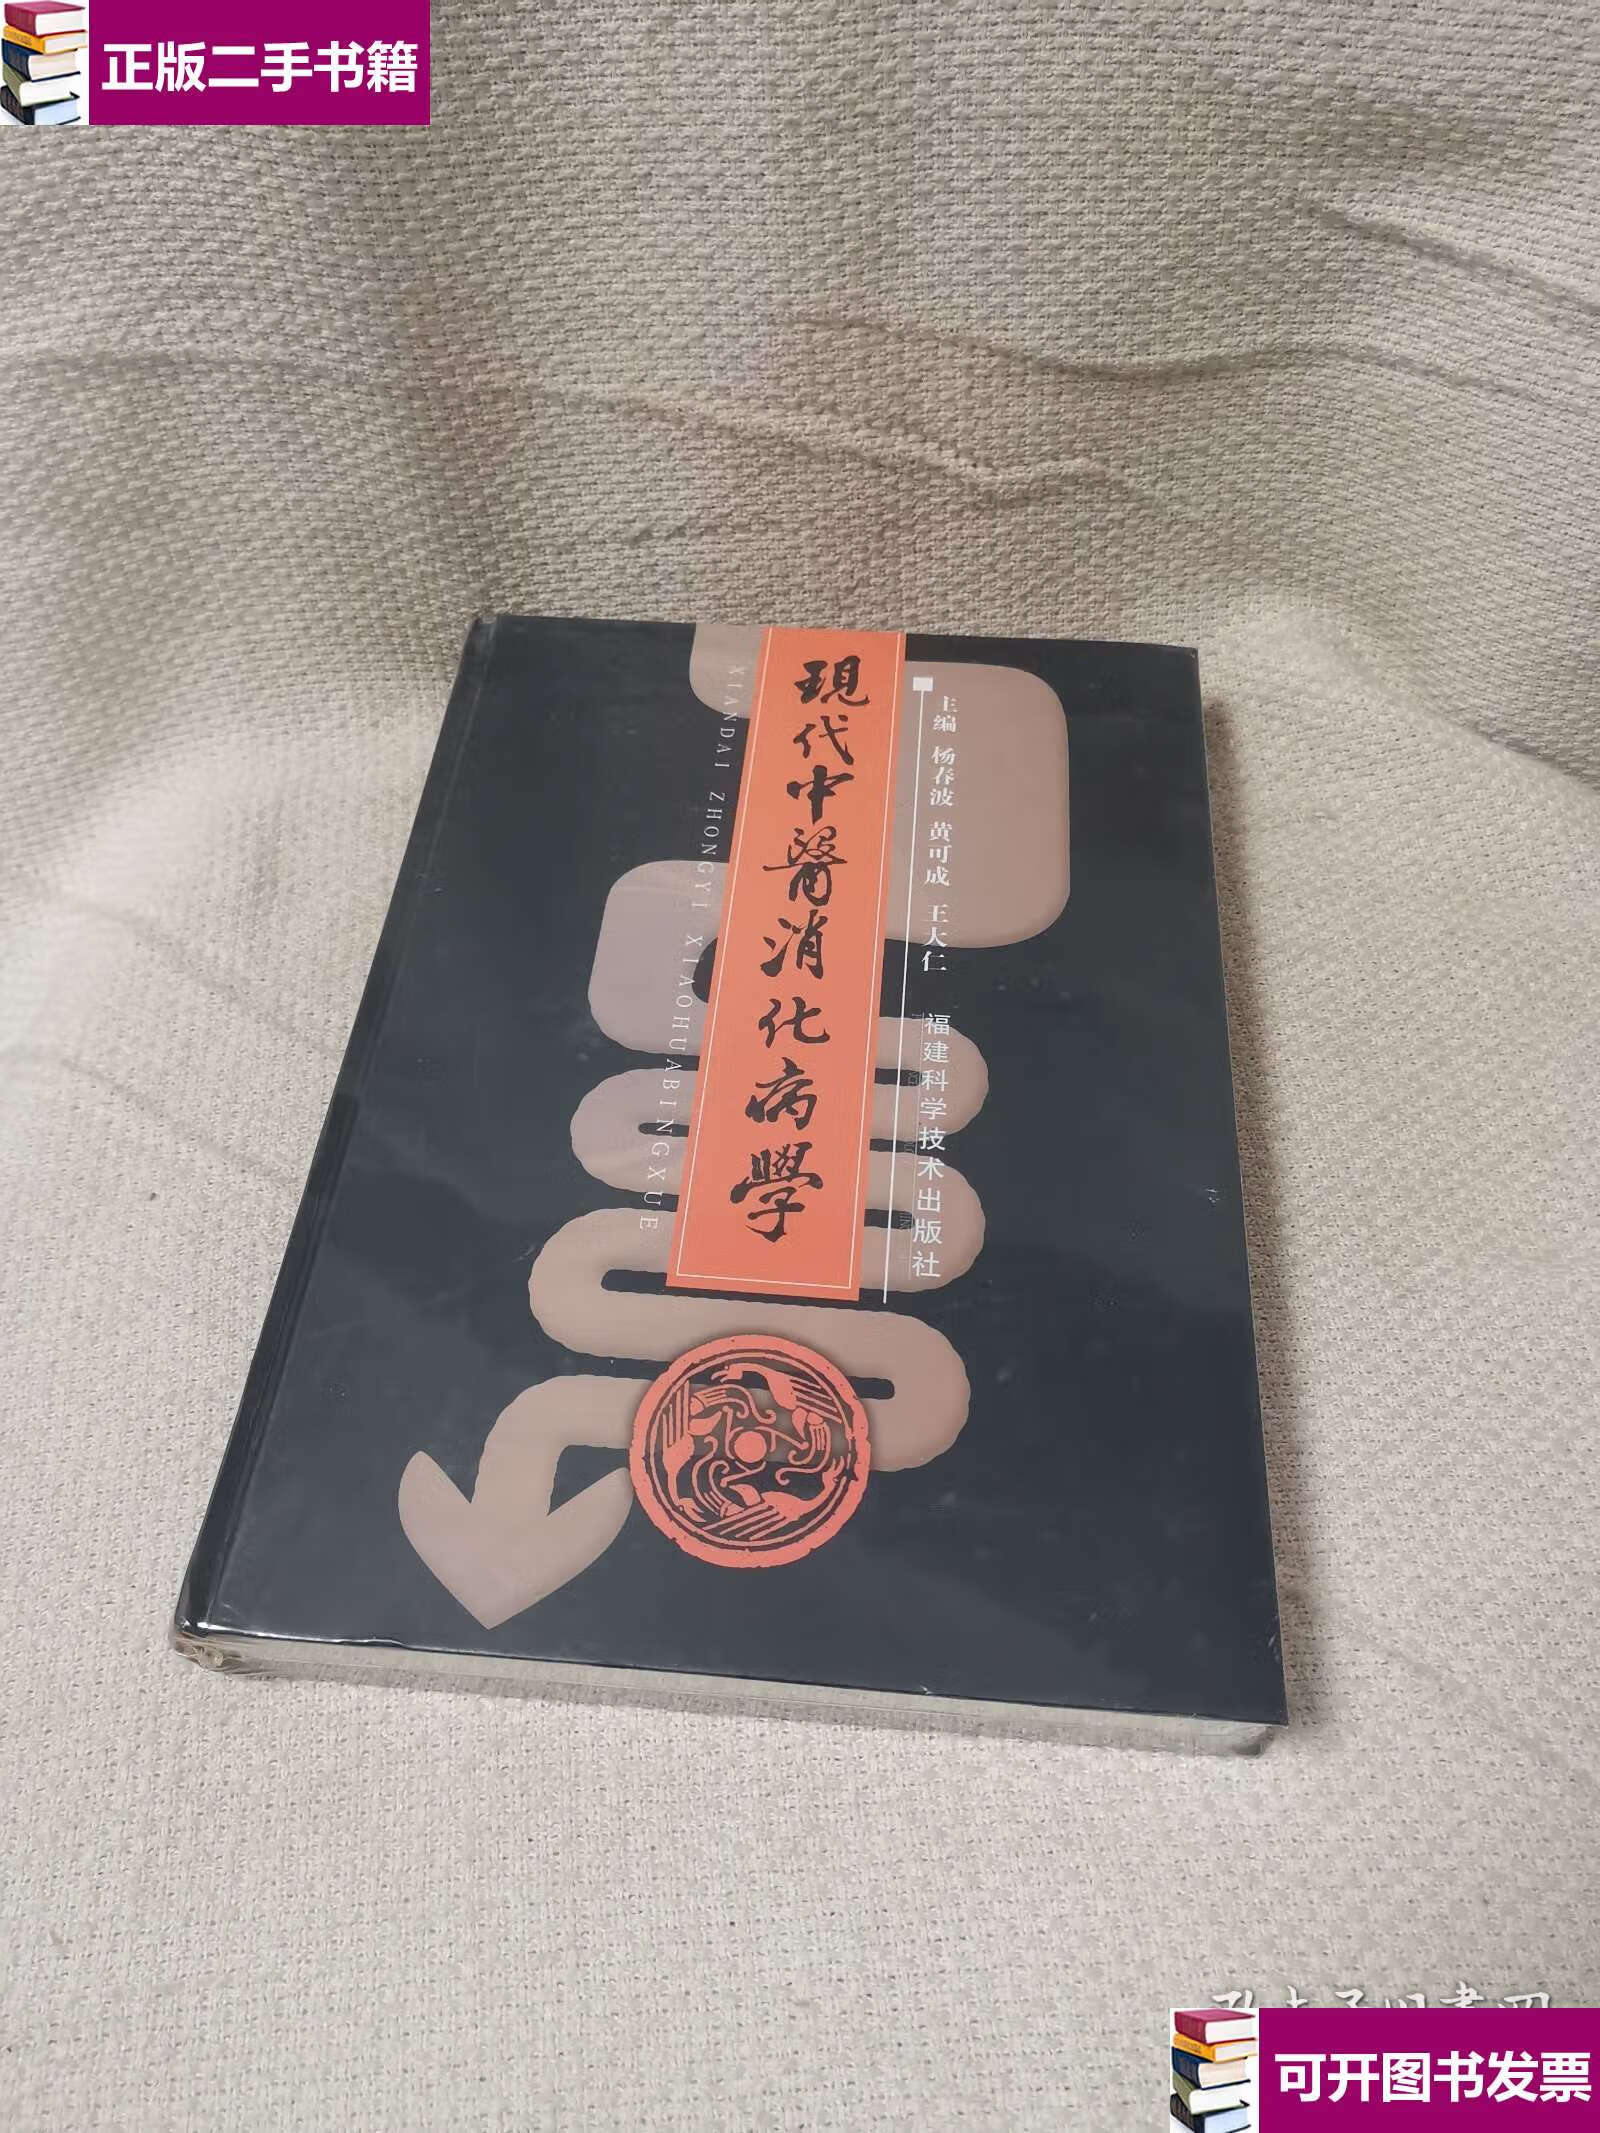 正版二手书籍
現代中醫消化病學
XIANDAI ZHONGYI XIAOHUABINGXUE
主编 杨春波 黄可成 王大仁
福建科学技术出版社
可开图书发票